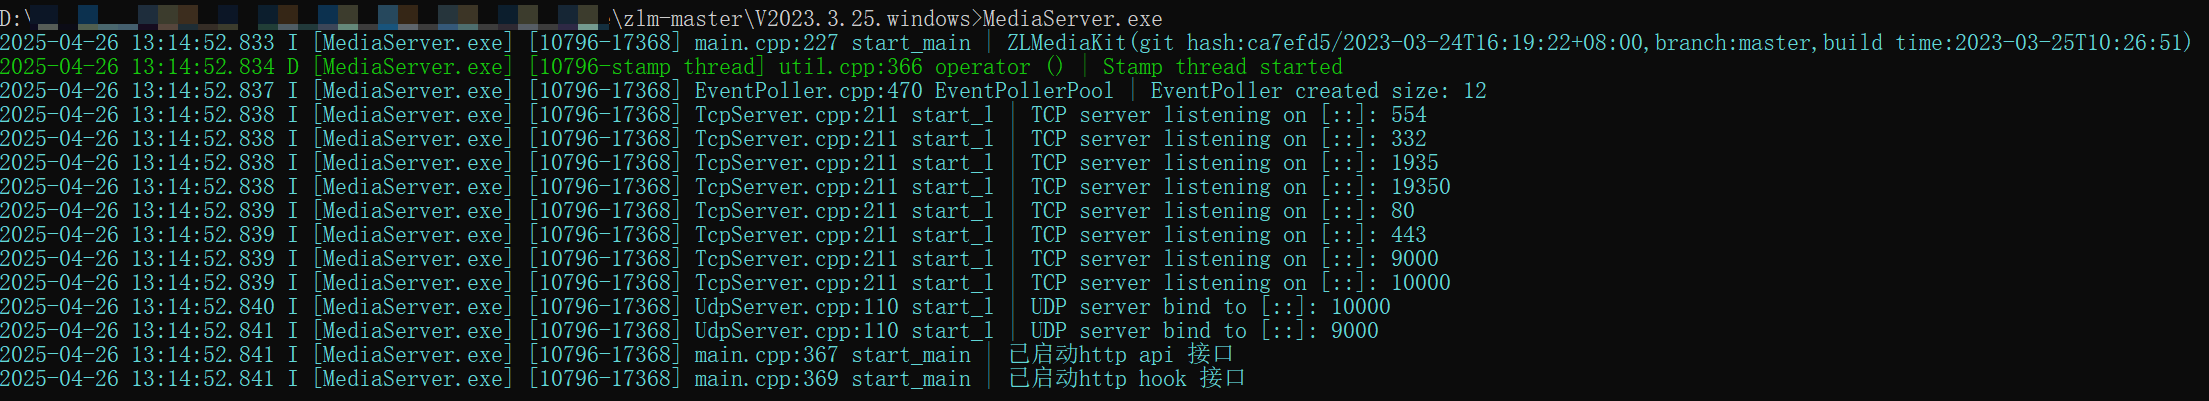 D:\\zlm-master\V2023.3.25.windows>MediaServer.exe
2025-04-26 13:14:52.833 I [MediaServer.exe] [10796-17368] main.cpp:227 start_main | ZLMediaKit(git hash:ca7efd5/2023-03-24T16:19:22+08:00,branch:master,build time:2023-03-25T10:26:51)
2025-04-26 13:14:52.834 D [MediaServer.exe] [10796-stamp thread] util.cpp:366 operator () | Stamp thread started
2025-04-26 13:14:52.837 I [MediaServer.exe] [10796-17368] EventPoller.cpp:470 EventPollerPool | EventPoller created size: 12
2025-04-26 13:14:52.838 I [MediaServer.exe] [10796-17368] TcpServer.cpp:211 start_l | TCP server listening on [::]: 554
2025-04-26 13:14:52.838 I [MediaServer.exe] [10796-17368] TcpServer.cpp:211 start_l | TCP server listening on [::]: 332
2025-04-26 13:14:52.838 I [MediaServer.exe] [10796-17368] TcpServer.cpp:211 start_l | TCP server listening on [::]: 1935
2025-04-26 13:14:52.838 I [MediaServer.exe] [10796-17368] TcpServer.cpp:211 start_l | TCP server listening on [::]: 19350
2025-04-26 13:14:52.839 I [MediaServer.exe] [10796-17368] TcpServer.cpp:211 start_l | TCP server listening on [::]: 80
2025-04-26 13:14:52.839 I [MediaServer.exe] [10796-17368] TcpServer.cpp:211 start_l | TCP server listening on [::]: 443
2025-04-26 13:14:52.839 I [MediaServer.exe] [10796-17368] TcpServer.cpp:211 start_l | TCP server listening on [::]: 9000
2025-04-26 13:14:52.839 I [MediaServer.exe] [10796-17368] TcpServer.cpp:211 start_l | TCP server listening on [::]: 10000
2025-04-26 13:14:52.840 I [MediaServer.exe] [10796-17368] UdpServer.cpp:110 start_l | UDP server bind to [::]: 10000
2025-04-26 13:14:52.841 I [MediaServer.exe] [10796-17368] UdpServer.cpp:110 start_l | UDP server bind to [::]: 9000
2025-04-26 13:14:52.841 I [MediaServer.exe] [10796-17368] main.cpp:367 start_main | 已启动http api 接口
2025-04-26 13:14:52.841 I [MediaServer.exe] [10796-17368] main.cpp:369 start_main | 已启动http hook 接口